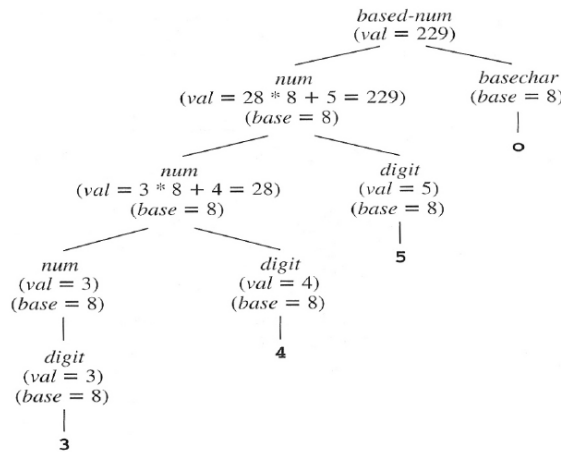 based-num
(val = 229)
num
(val = 28 * 8 + 5 = 229)
(base = 8)
basechar
(base = 8)
o
num
(val = 3 * 8 + 4 = 28)
(base = 8)
digit
(val = 5)
(base = 8)
5
num
(val = 3)
(base = 8)
digit
(val = 4)
(base = 8)
4
digit
(val = 3)
(base = 8)
3